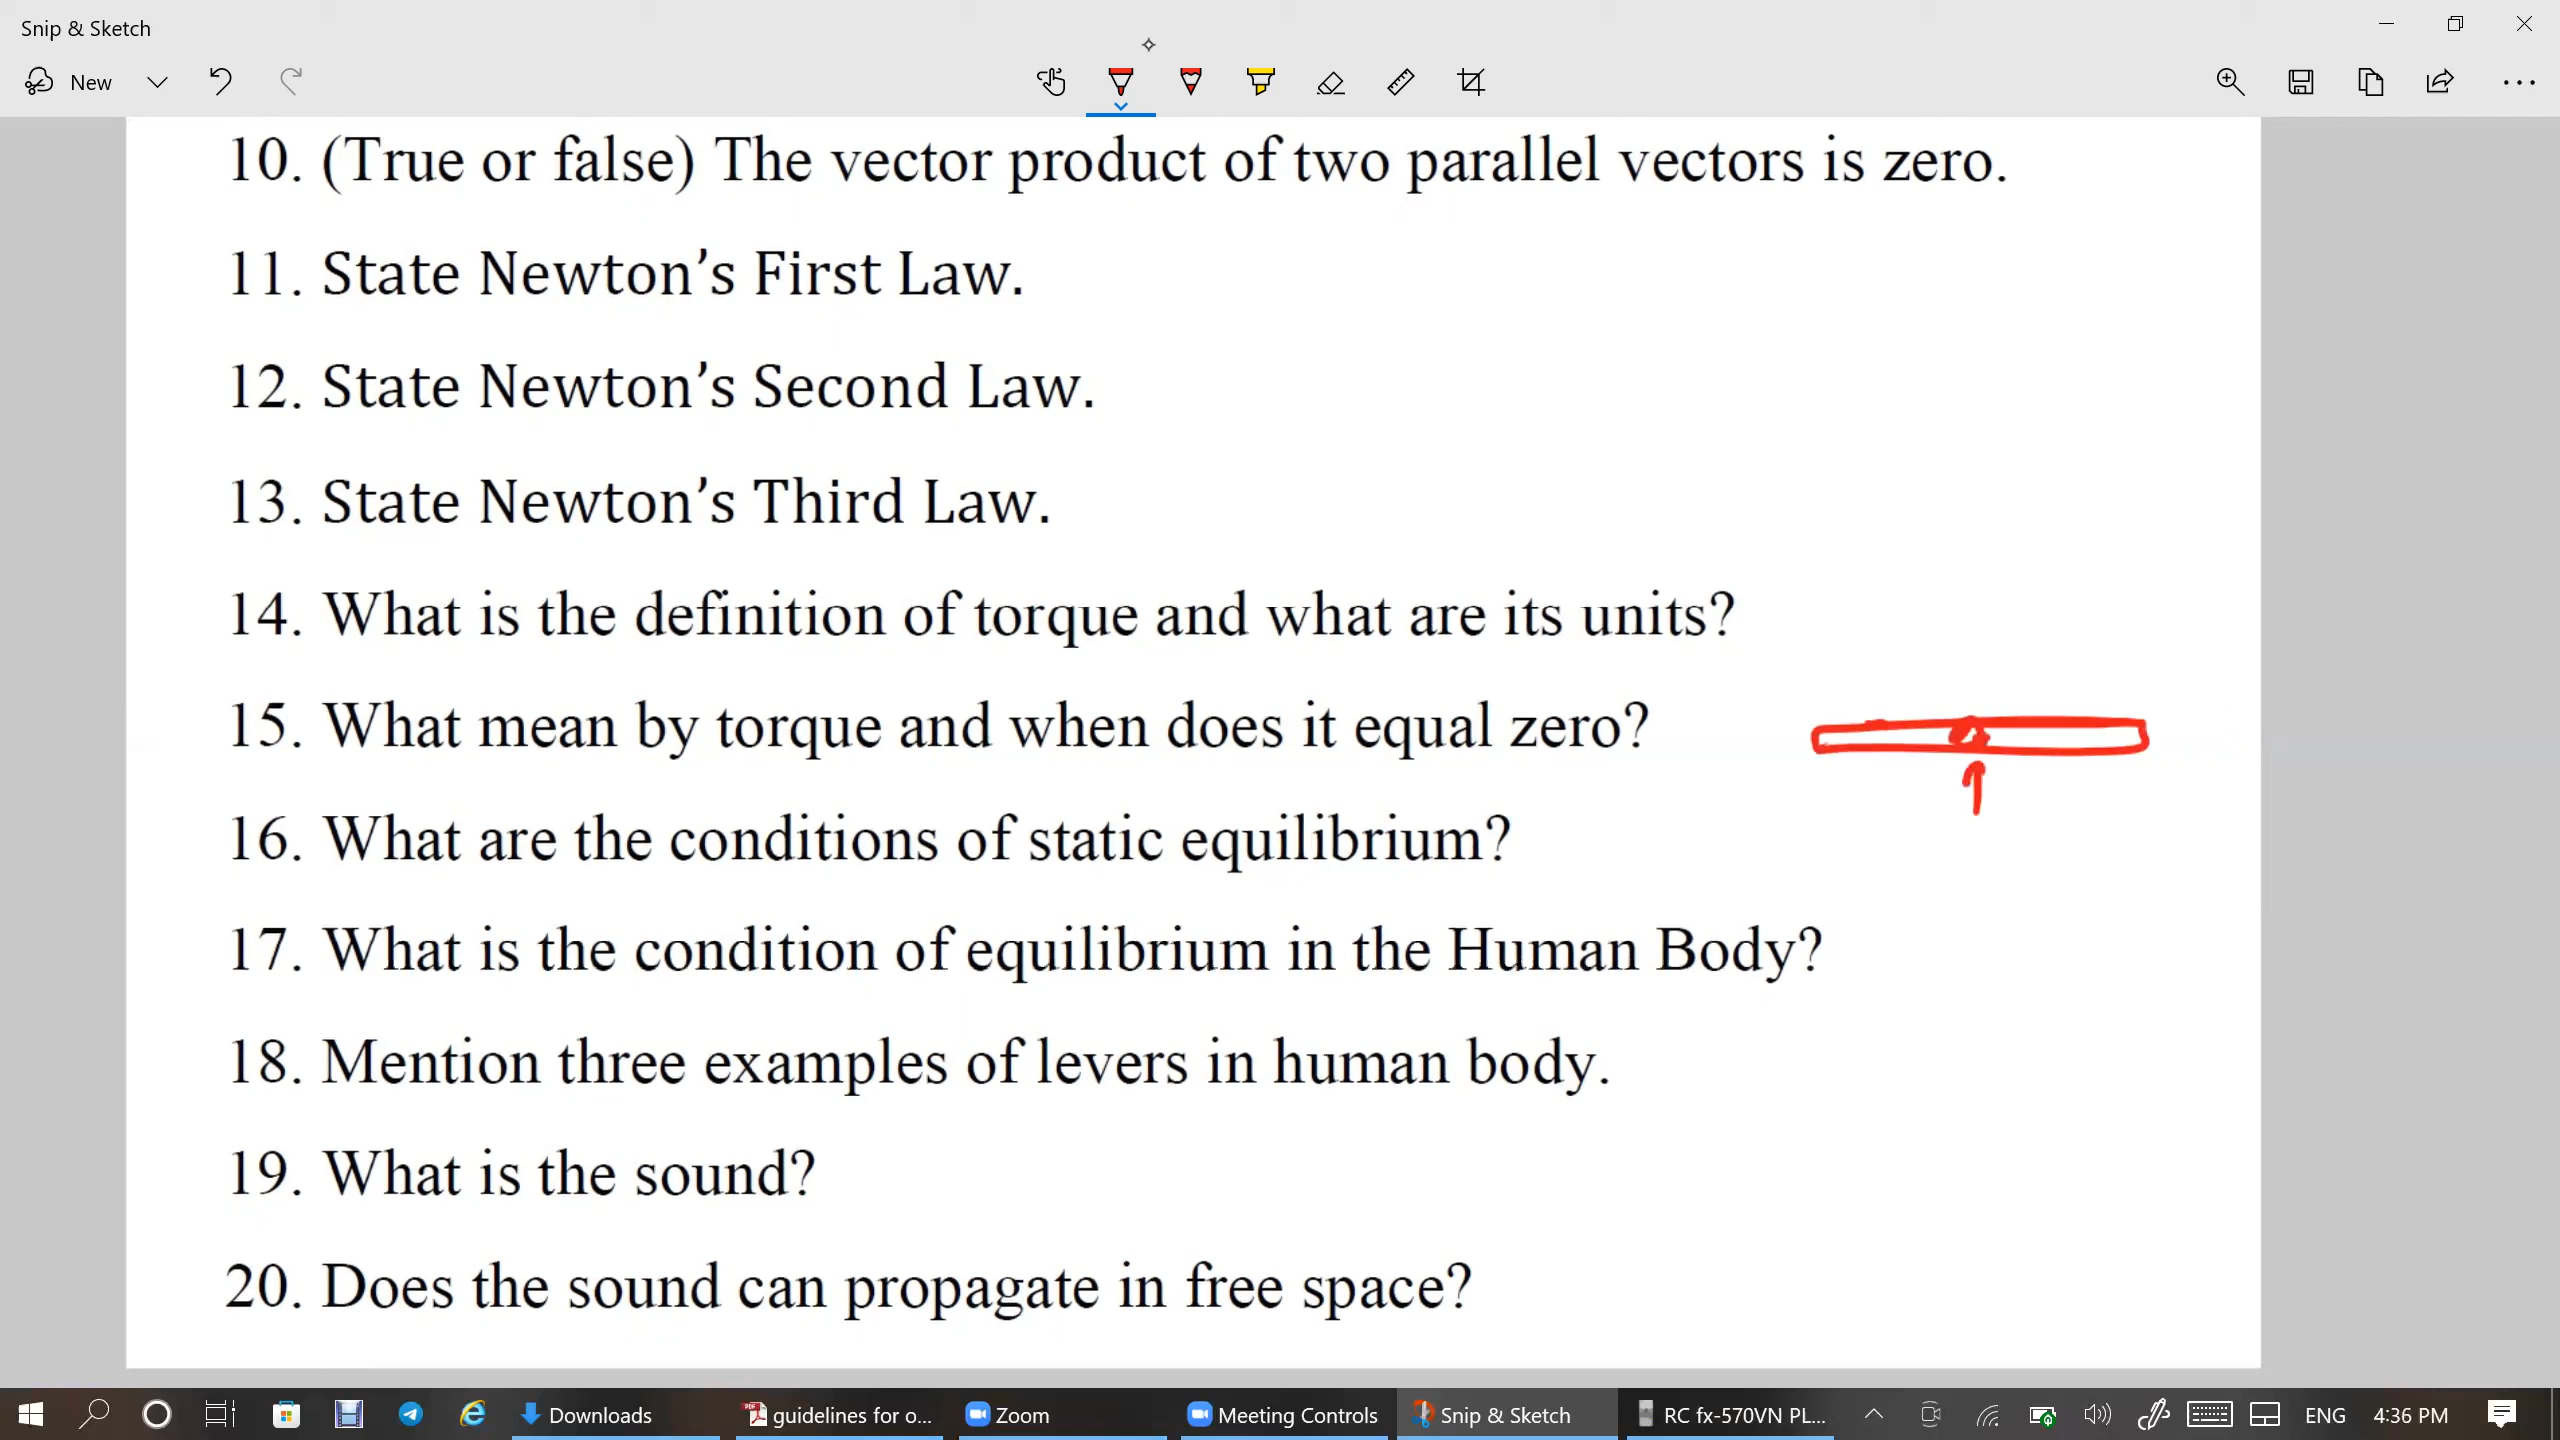 Snip & Sketch
New
10. (True or false) The vector product of two parallel vectors is zero.
11. State Newton’s First Law.
12. State Newton’s Second Law.
13. State Newton’s Third Law.
14. What is the definition of torque and what are its units?
15. What mean by torque and when does it equal zero?
16. What are the conditions of static equilibrium?
17. What is the condition of equilibrium in the Human Body?
18. Mention three examples of levers in human body.
19. What is the sound?
20. Does the sound can propagate in free space?
Downloads guidelines for o... Zoom Meeting Controls Snip & Sketch RC fx-570VN PL... ENG 4:36 PM